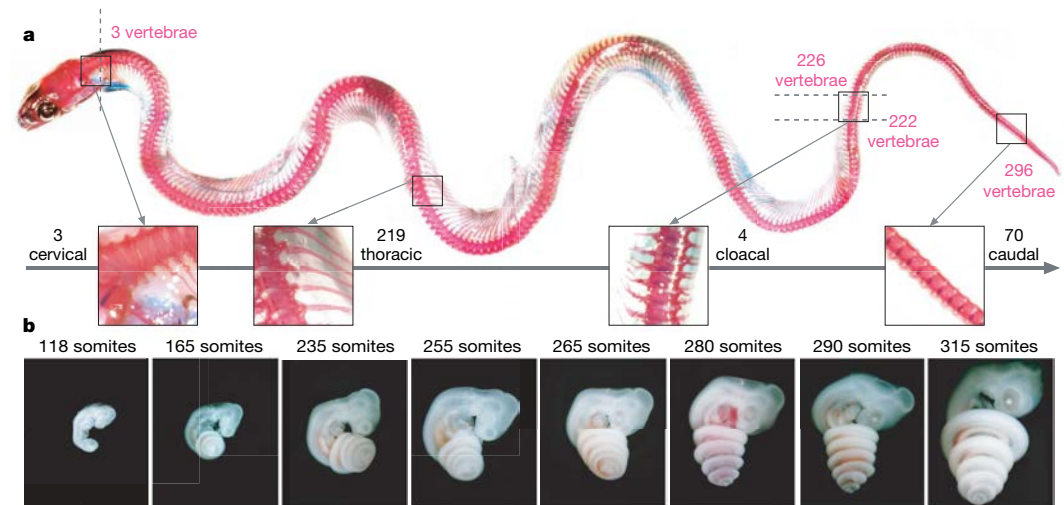 a
3 vertebrae
226
vertebrae
222
vertebrae
296
vertebrae
3
cervical
219
thoracic
4
cloacal
70
caudal
b
118 somites
165 somites
235 somites
255 somites
265 somites
280 somites
290 somites
315 somites